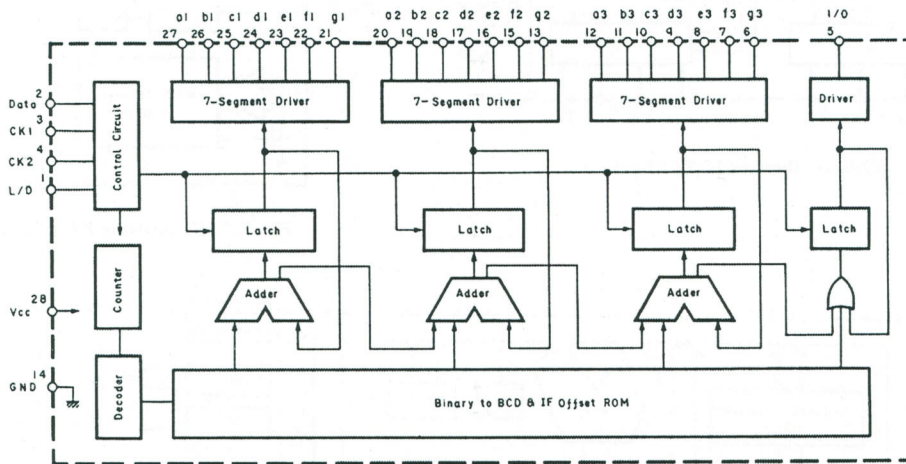 a1 b1 c1 d1 e1 f1 g1
27 26 25 24 23 22 21
a2 b2 c2 d2 e2 f2 g2
20 19 18 17 16 15 13
a3 b3 c3 d3 e3 f3 g3
12 11 10 9 8 7 6
I/O
5
7-Segment Driver
7-Segment Driver
7-Segment Driver
Driver
Data 2
CK1 3
CK2 4
L/D 1
Control Circuit
Latch
Latch
Latch
Latch
Counter
Adder
Adder
Adder
Vcc 28
GND 14
Decoder
Binary to BCD & IF Offset ROM